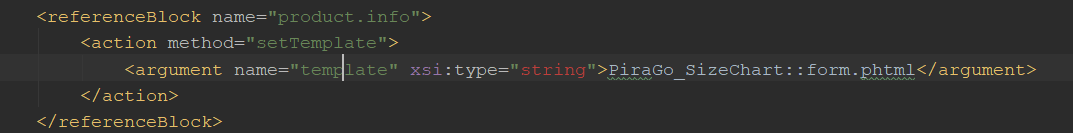 <referenceBlock name="product.info">
<action method="setTemplate">
<argument name="template" xsi:type="string">PiraGo_SizeChart::form.phtml</argument>
</action>
</referenceBlock>